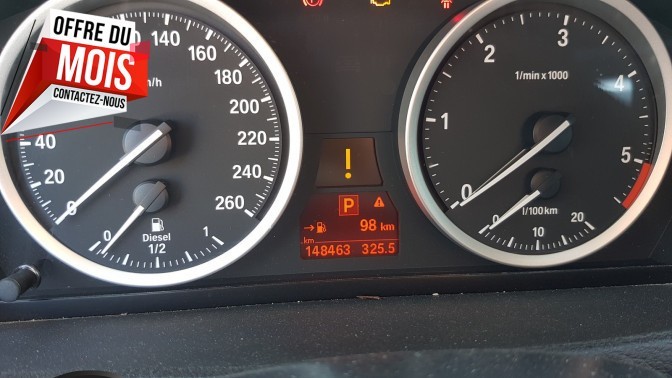 OFFRE DU
MOIS
CONTACTEZ-NOUS
20
40
120
140
160
180
200
220
240
260
km/h
0
0
Diesel
1/2
1
!
P
→ 98 km
km
148463 325.5
0
1
2
3
4
5
1/min x 1000
0
l/100km
10
20